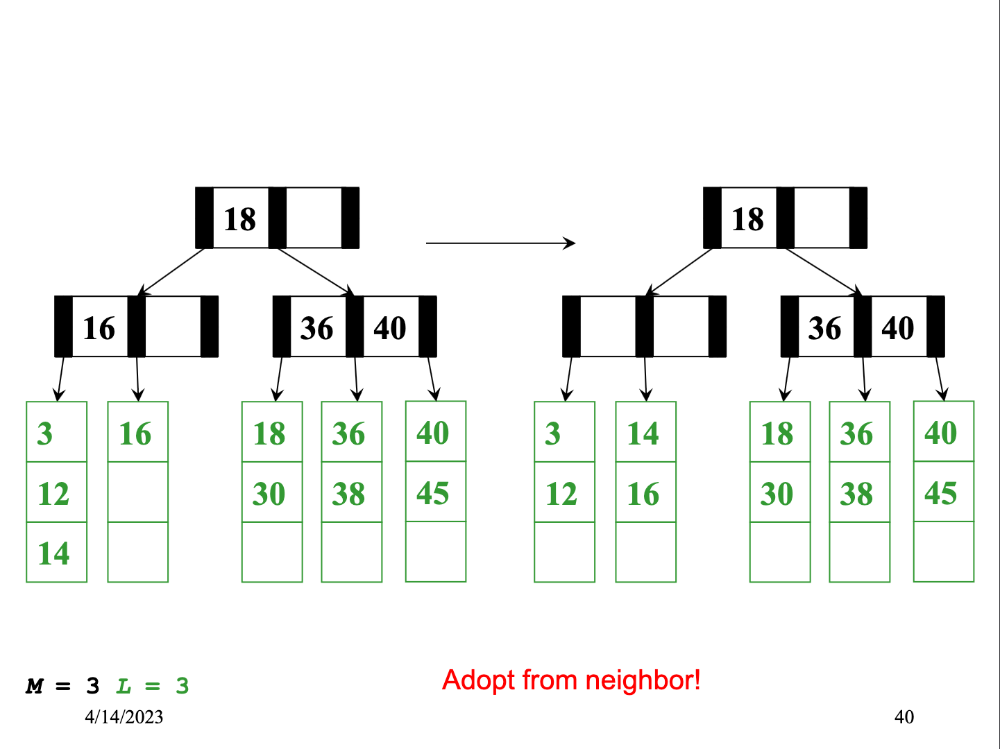 18 18
16 36 40 36 40
3 16 18 36 40 3 14 18 36 40
12 30 38 45 12 16 30 38 45
14
M = 3 L = 3
Adopt from neighbor!
4/14/2023 40